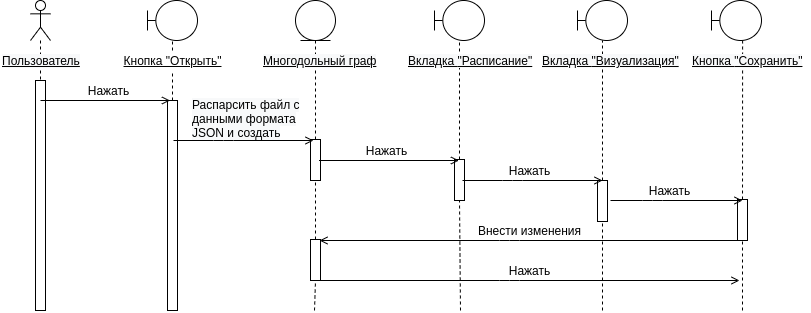 Пользователь
Кнопка "Открыть"
Многодольный граф
Вкладка "Расписание"
Вкладка "Визуализация"
Кнопка "Сохранить"
Нажать
Распарсить файл с
данными формата
JSON и создать
Нажать
Нажать
Нажать
Внести изменения
Нажать